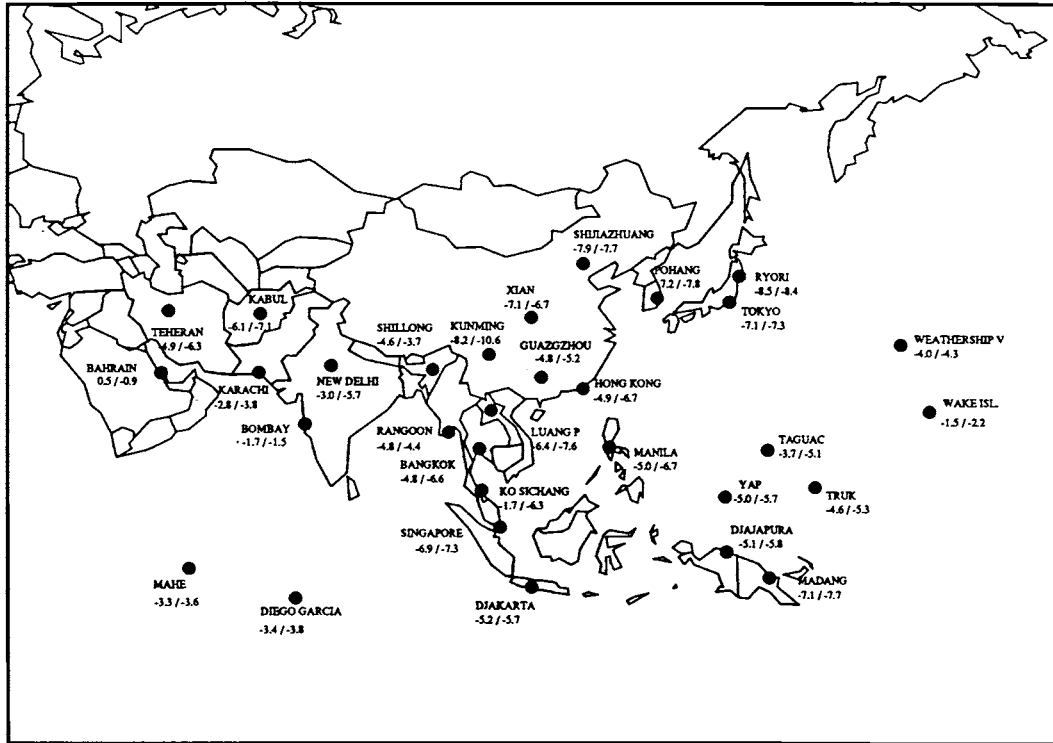 SHIJIAZHUANG
-7.9 / -7.7
POHANG
-7.2 / -7.8
RYORI
-8.5 / -8.4
XIAN
-7.1 / -6.7
TOKYO
-7.1 / -7.3
KABUL
-6.1 / -7.1
TEHERAN
-4.9 / -6.3
SHILLONG
-4.6 / -3.7
KUNMING
-8.2 / -10.6
GUAZGZHOU
-4.8 / -5.2
WEATHERSHIP V
-4.0 / -4.3
BAHRAIN
0.5 / -0.9
KARACHI
-2.8 / -3.8
NEW DELHI
-3.0 / -5.7
HONG KONG
-4.9 / -6.7
WAKE ISL.
-1.5 / -2.2
BOMBAY
-1.7 / -1.5
RANGOON
-4.8 / -4.4
LUANG P
-6.4 / -7.6
TAGUAC
-3.7 / -5.1
MANILA
-5.0 / -6.7
BANGKOK
-4.8 / -6.6
YAP
-5.0 / -5.7
KO SICHANG
-1.7 / -6.3
TRUK
-4.6 / -5.3
SINGAPORE
-6.9 / -7.3
DJAJAPURA
-5.1 / -5.8
MAHE
-3.3 / -3.6
MADANG
-7.1 / -7.7
DIEGO GARCIA
-3.4 / -3.8
DJAKARTA
-5.2 / -5.7